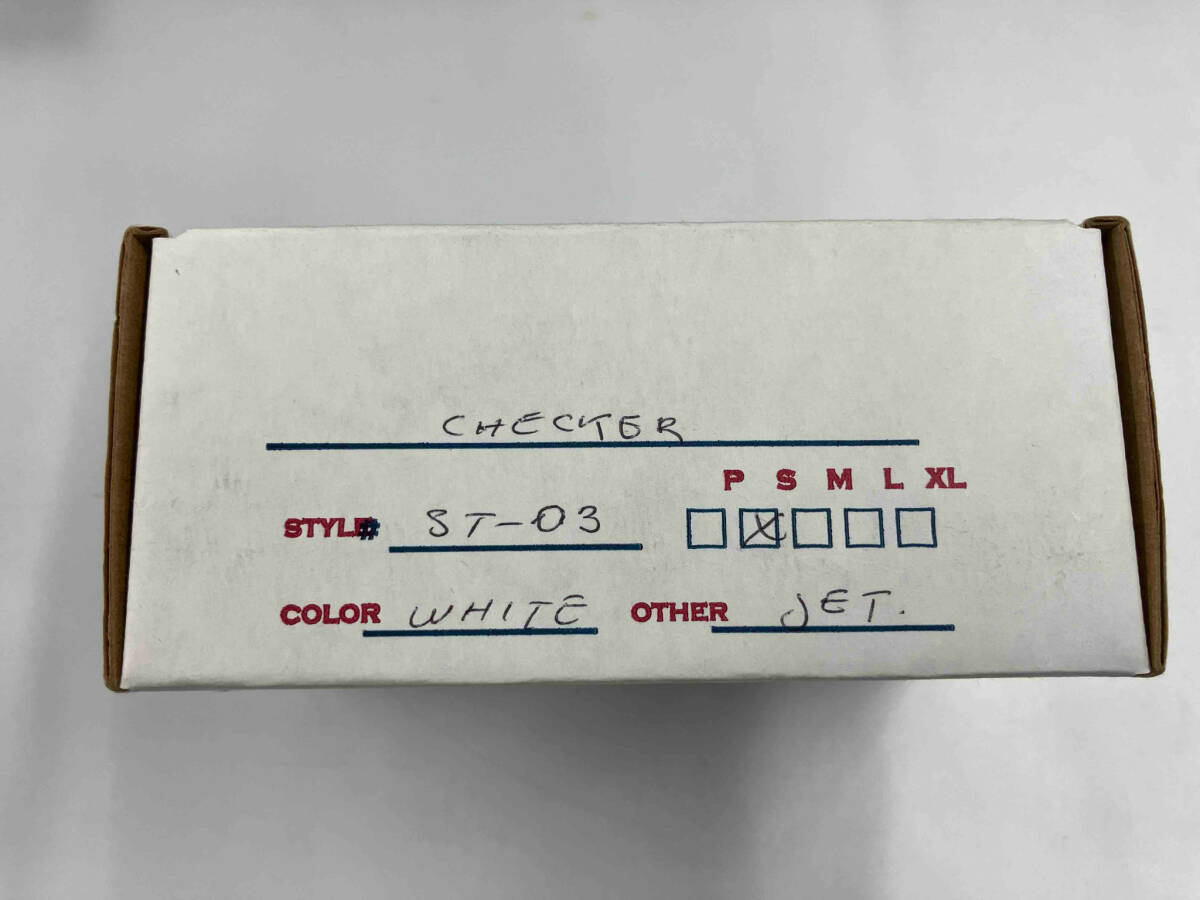 CHECKER
P S M L XL
STYLE# ST-03 X
COLOR WHITE OTHER JET.